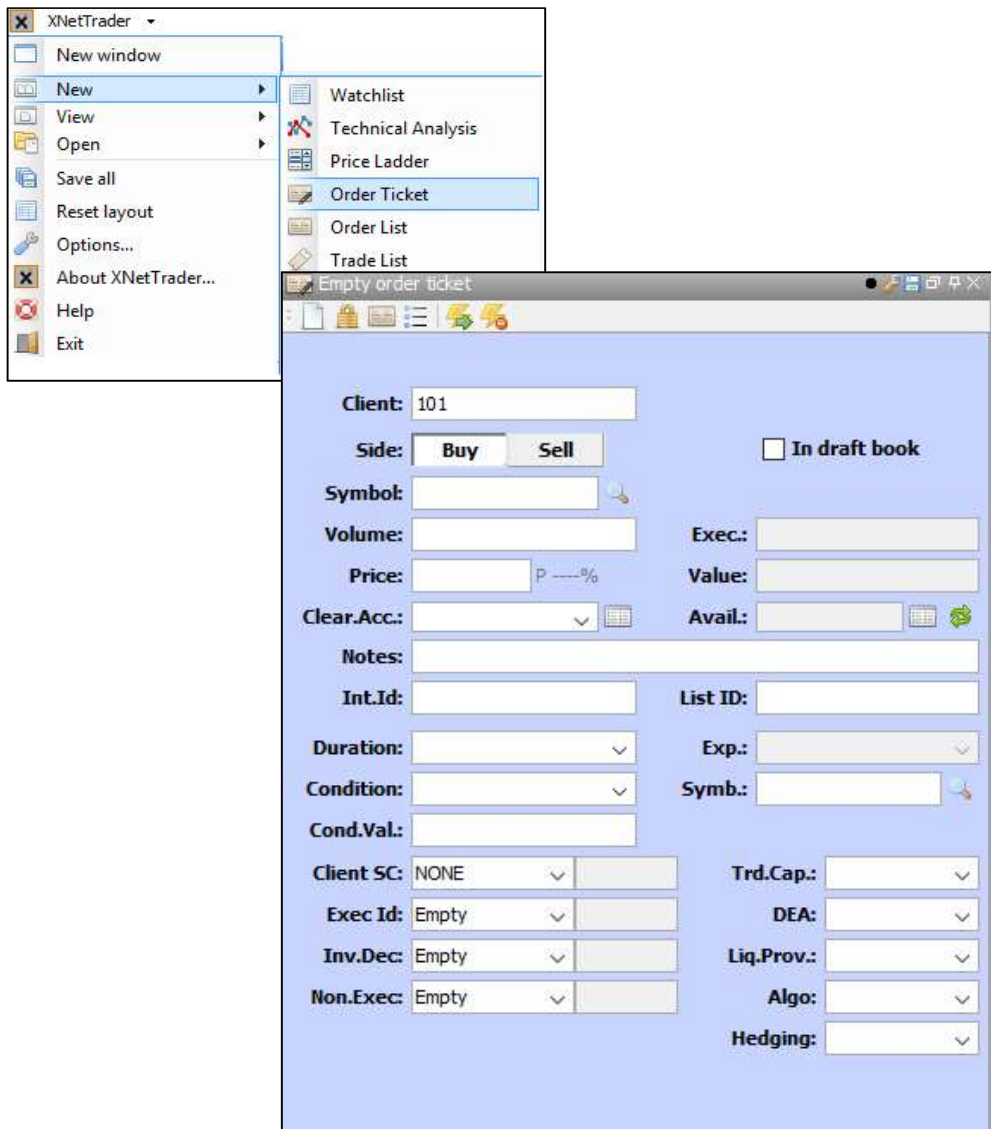 XNetTrader
New window
New
View
Open
Save all
Reset layout
Options...
About XNetTrader...
Help
Exit
Watchlist
Technical Analysis
Price Ladder
Order Ticket
Order List
Trade List
Empty order ticket
Client: 101
Side: Buy Sell In draft book
Symbol:
Volume: Exec.:
Price: P ----% Value:
Clear.Acc.: Avail.:
Notes:
Int.Id: List ID:
Duration: Exp.:
Condition: Symb.:
Cond.Val.:
Client SC: NONE Trd.Cap.:
Exec Id: Empty DEA:
Inv.Dec: Empty Liq.Prov.:
Non.Exec: Empty Algo:
Hedging: